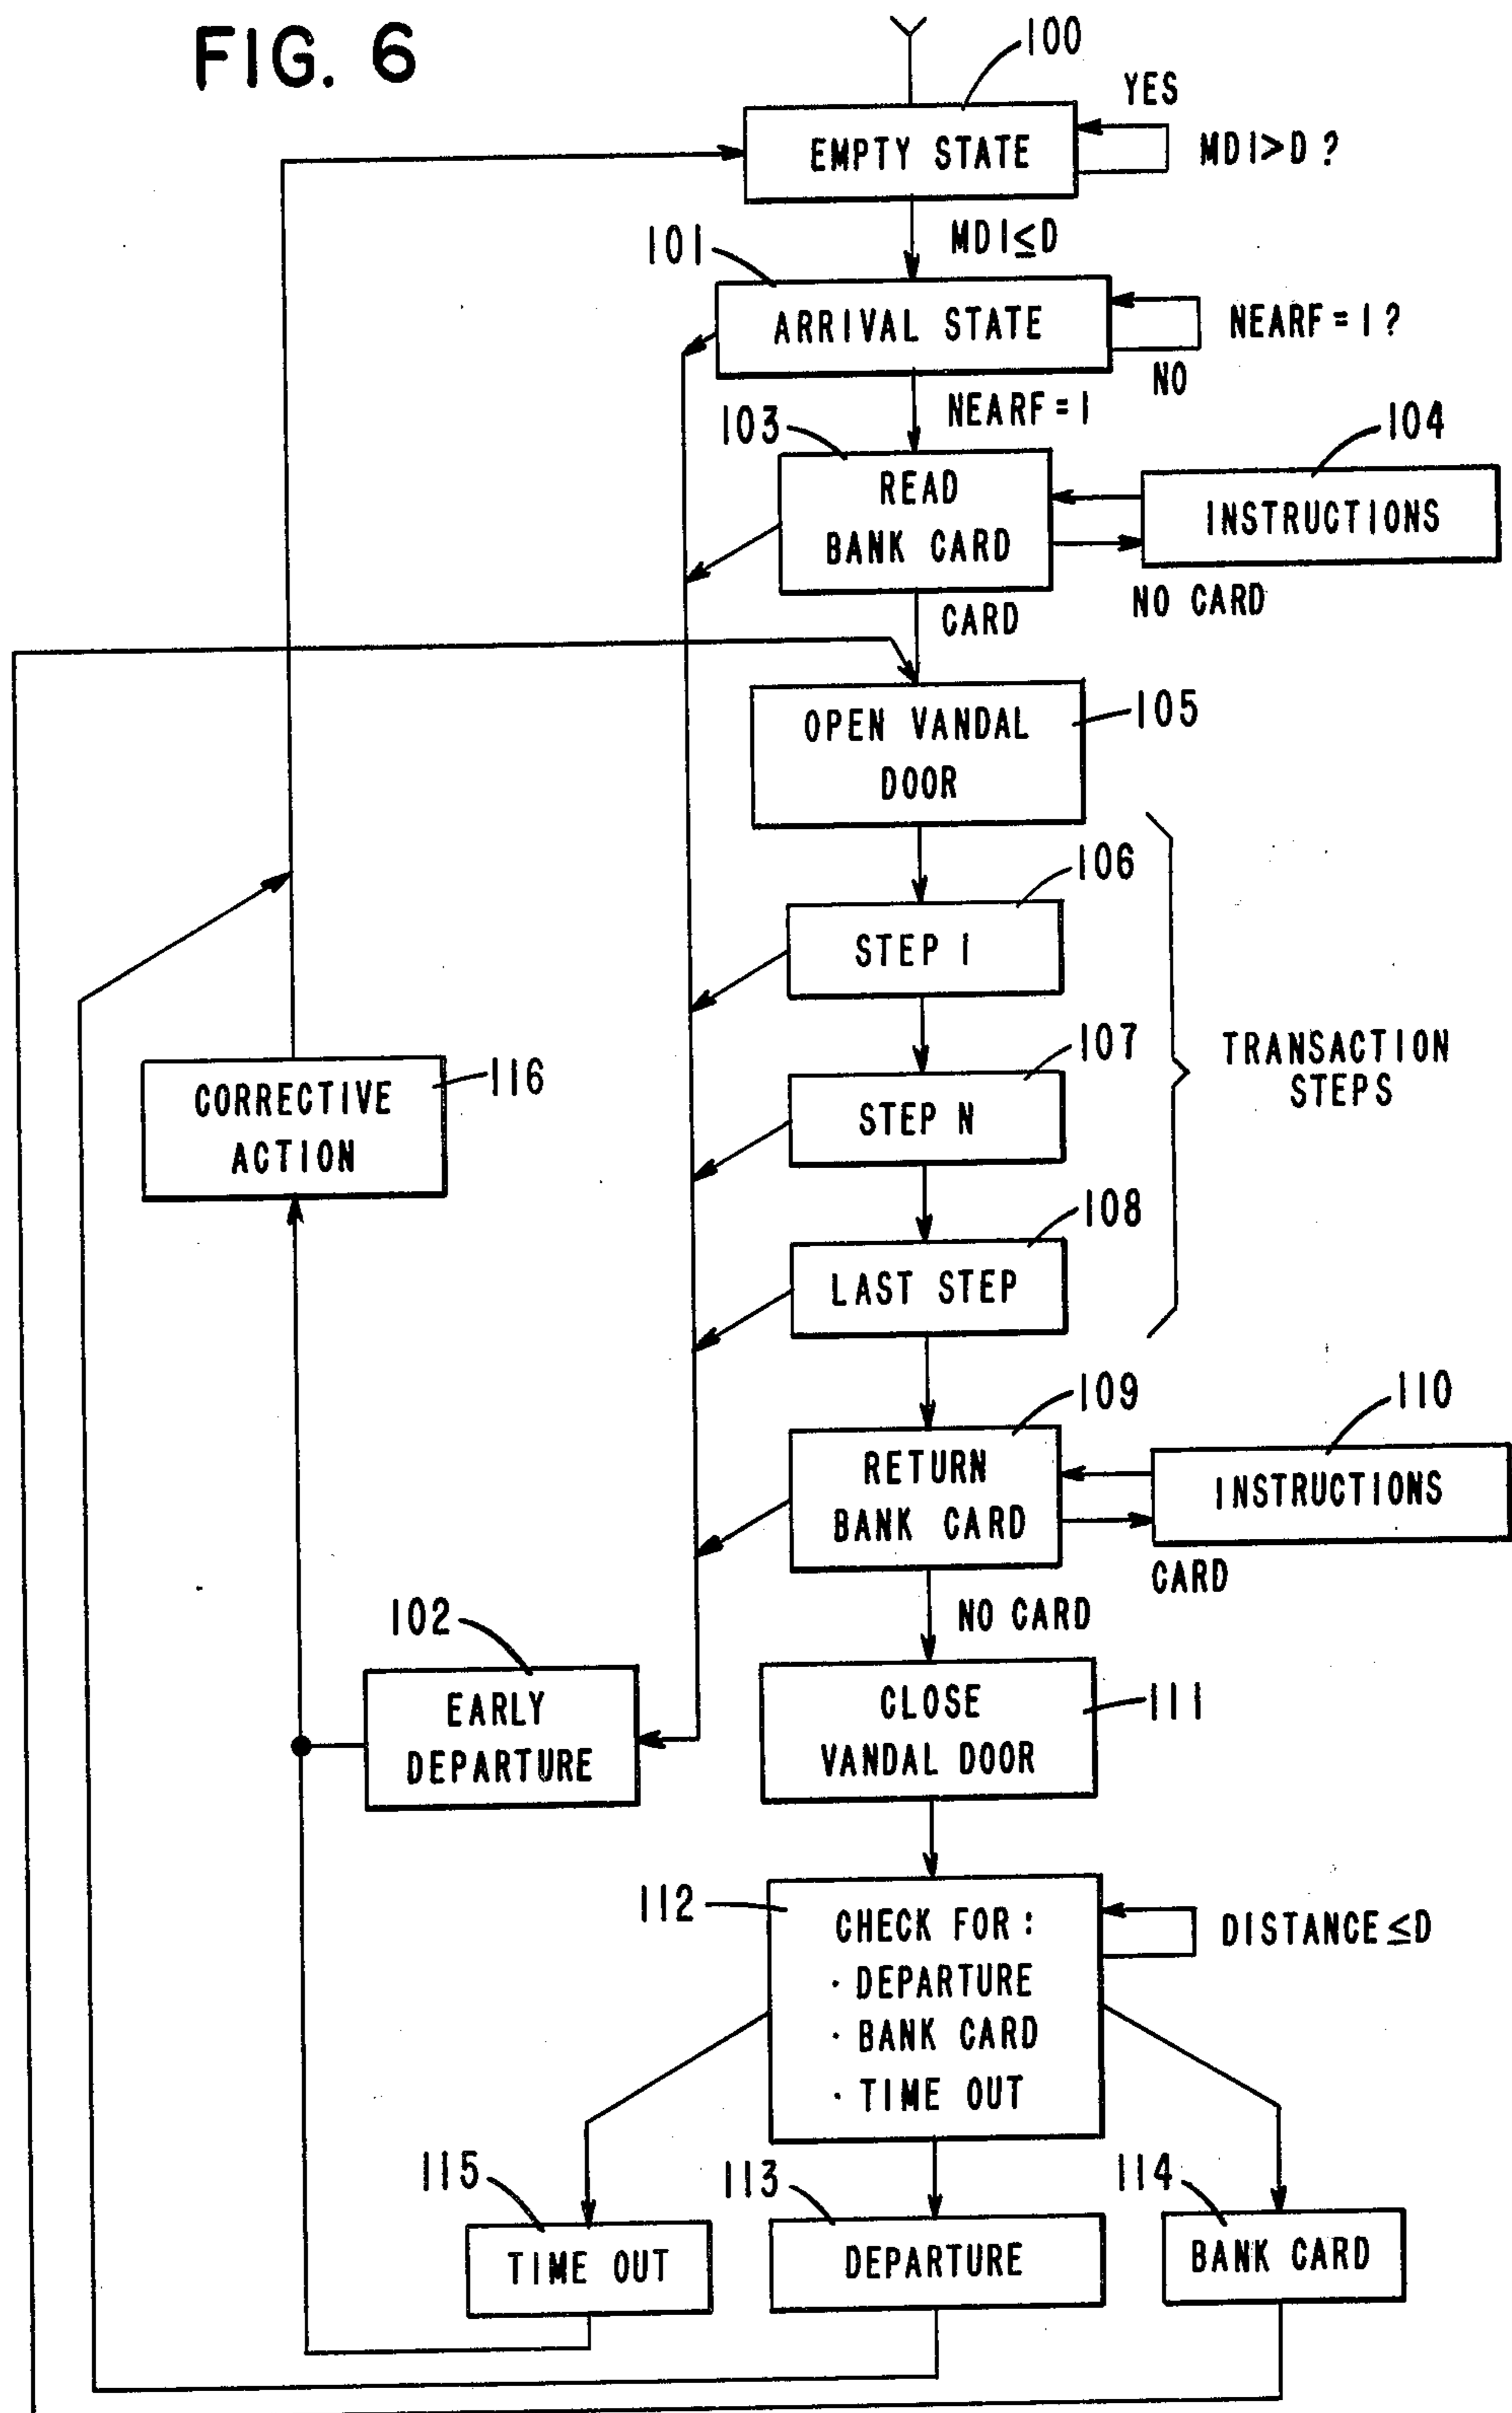 FIG. 6
100
YES
EMPTY STATE
MDI>D ?
MDI≤D
101
ARRIVAL STATE
NEARF = 1 ?
NO
NEARF = 1
103
104
READ
BANK CARD
INSTRUCTIONS
NO CARD
CARD
OPEN VANDAL
DOOR
105
106
STEP 1
107
STEP N
TRANSACTION
STEPS
CORRECTIVE
ACTION
116
108
LAST STEP
109
110
RETURN
BANK CARD
INSTRUCTIONS
CARD
NO CARD
102
EARLY
DEPARTURE
CLOSE
VANDAL DOOR
111
112
CHECK FOR :
· DEPARTURE
· BANK CARD
· TIME OUT
DISTANCE ≤D
115
113
114
TIME OUT
DEPARTURE
BANK CARD